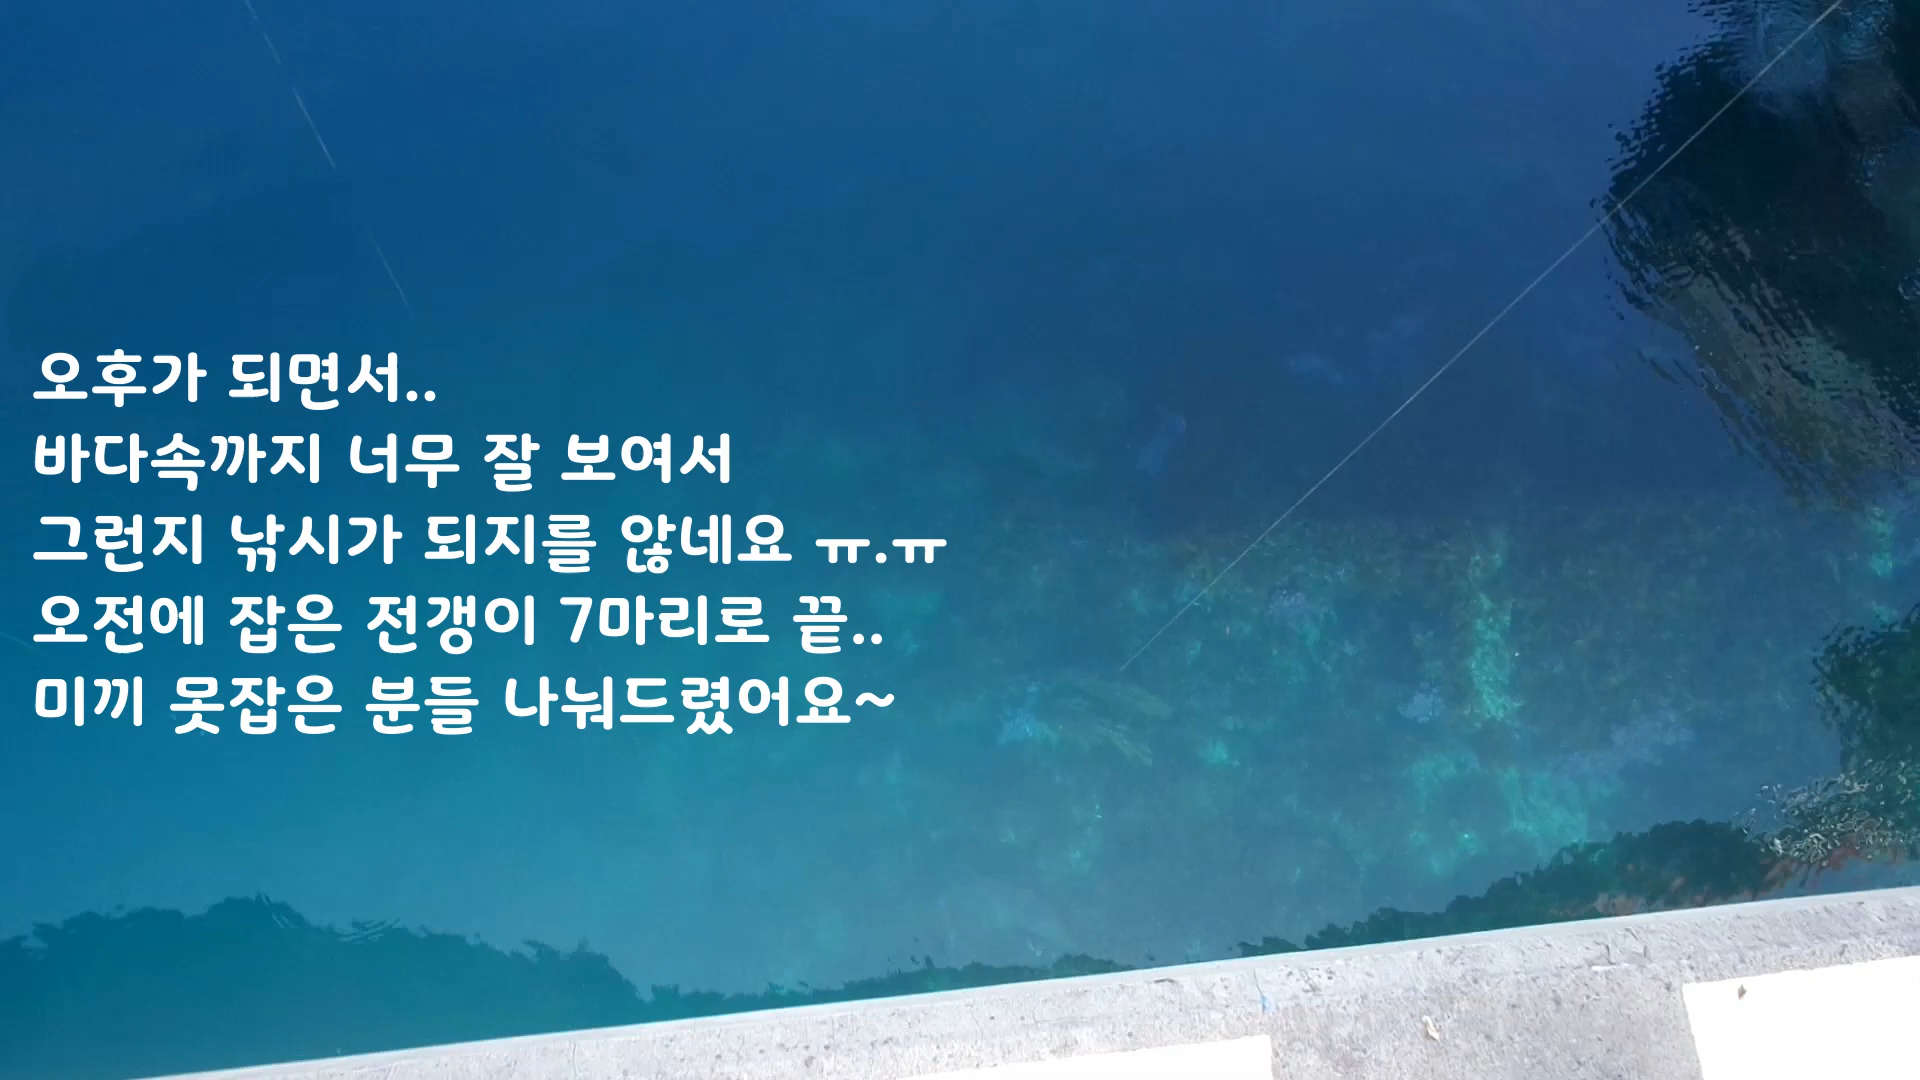 오후가 되면서..
바다속까지 너무 잘 보여서
그런지 낚시가 되지를 않네요 ㅠ.ㅠ
오전에 잡은 전갱이 7마리로 끝..
미끼 못잡은 분들 나눠드렸어요~